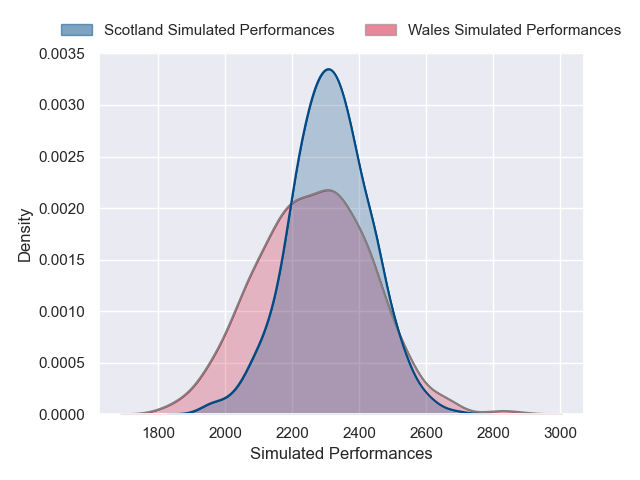 Scotland Simulated Performances
Wales Simulated Performances
0.0035
0.0030
0.0025
0.0020
0.0015
0.0010
0.0005
0.0000
Density
1800 2000 2200 2400 2600 2800 3000
Simulated Performances